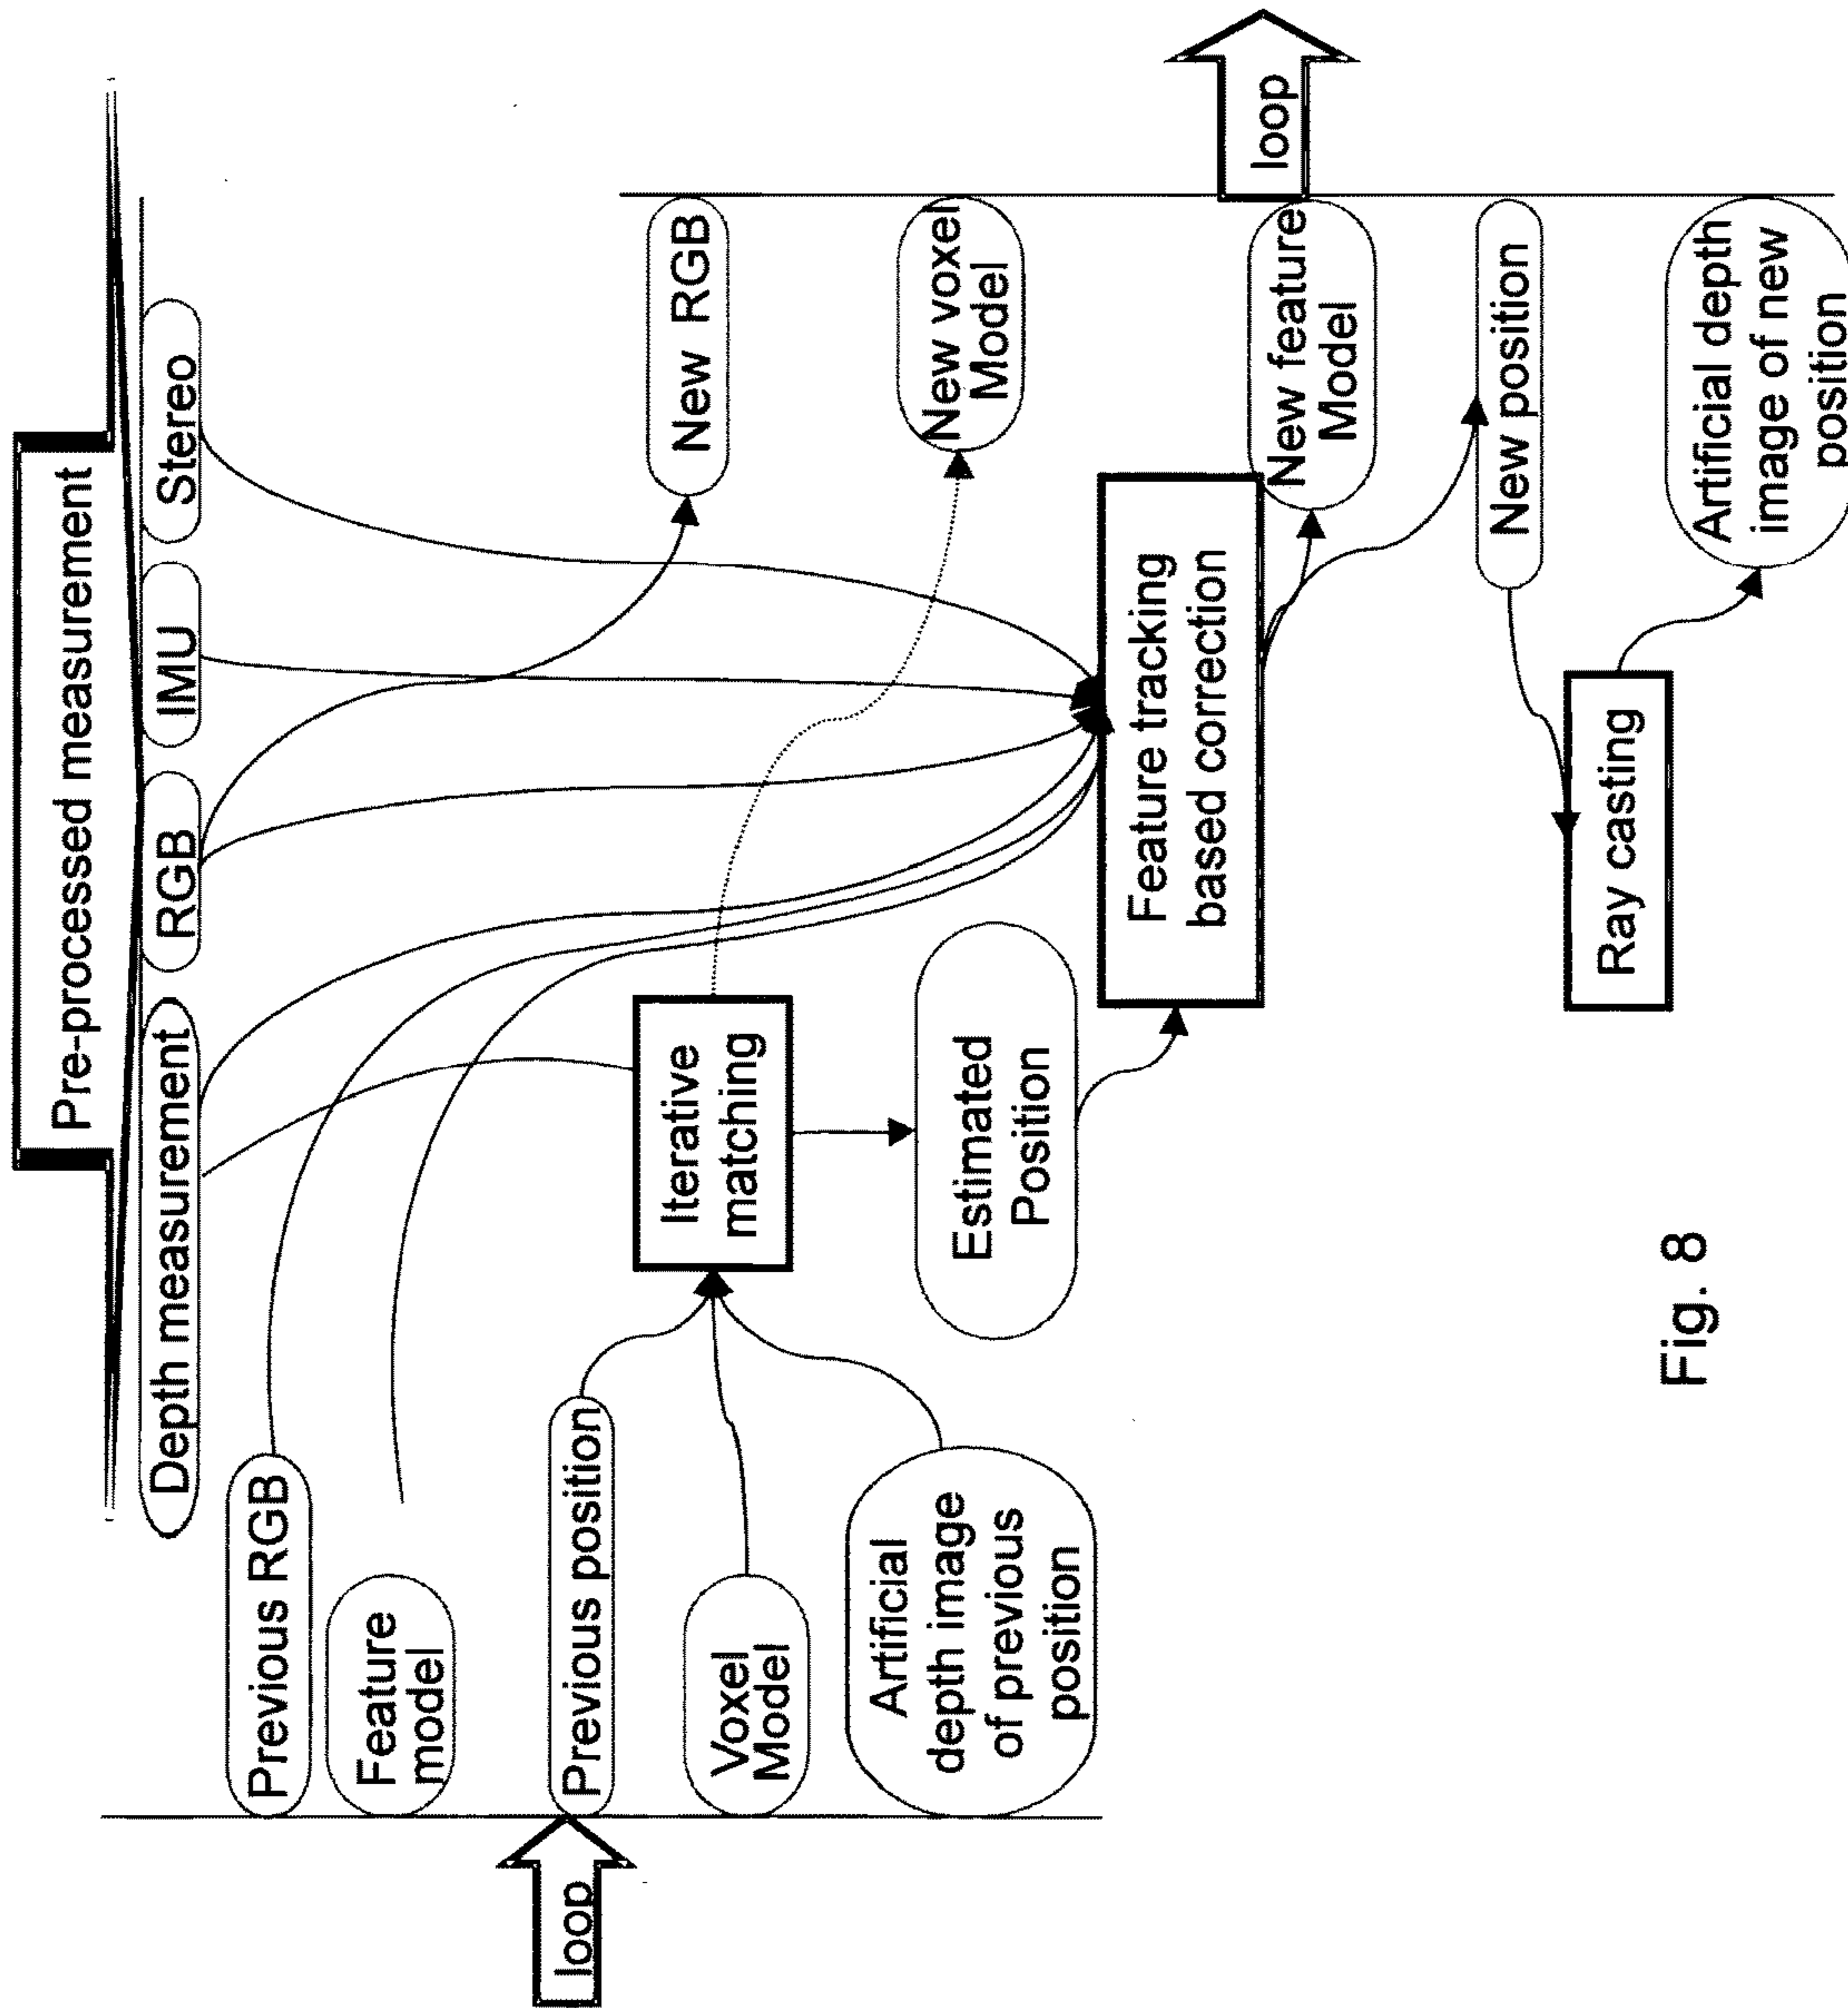 Pre-processed measurement
Depth measurement
RGB
IMU
Stereo
Previous RGB
Feature
model
Previous position
Voxel
Model
Artificial
depth image
of previous
position
loop
Iterative
matching
Estimated
Position
Feature tracking
based correction
Ray casting
New RGB
New voxel
Model
New feature
Model
New position
Artificial depth
image of new
position
loop
Fig. 8